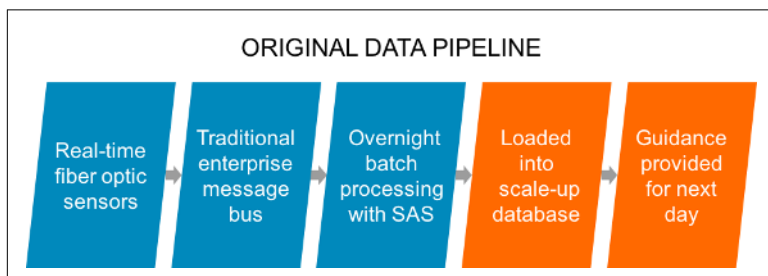 ORIGINAL DATA PIPELINE
Real-time
fiber optic
sensors
Traditional
enterprise
message
bus
Overnight
batch
processing
with SAS
Loaded
into
scale-up
database
Guidance
provided
for next
day